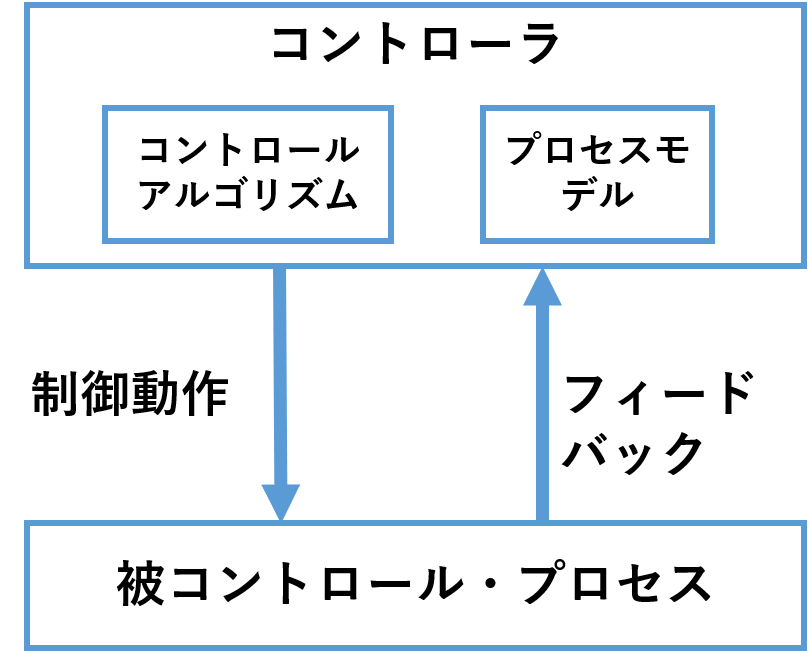 コントローラ
コントロール
アルゴリズム
プロセスモ
デル
制御動作
フィード
バック
被コントロール・プロセス